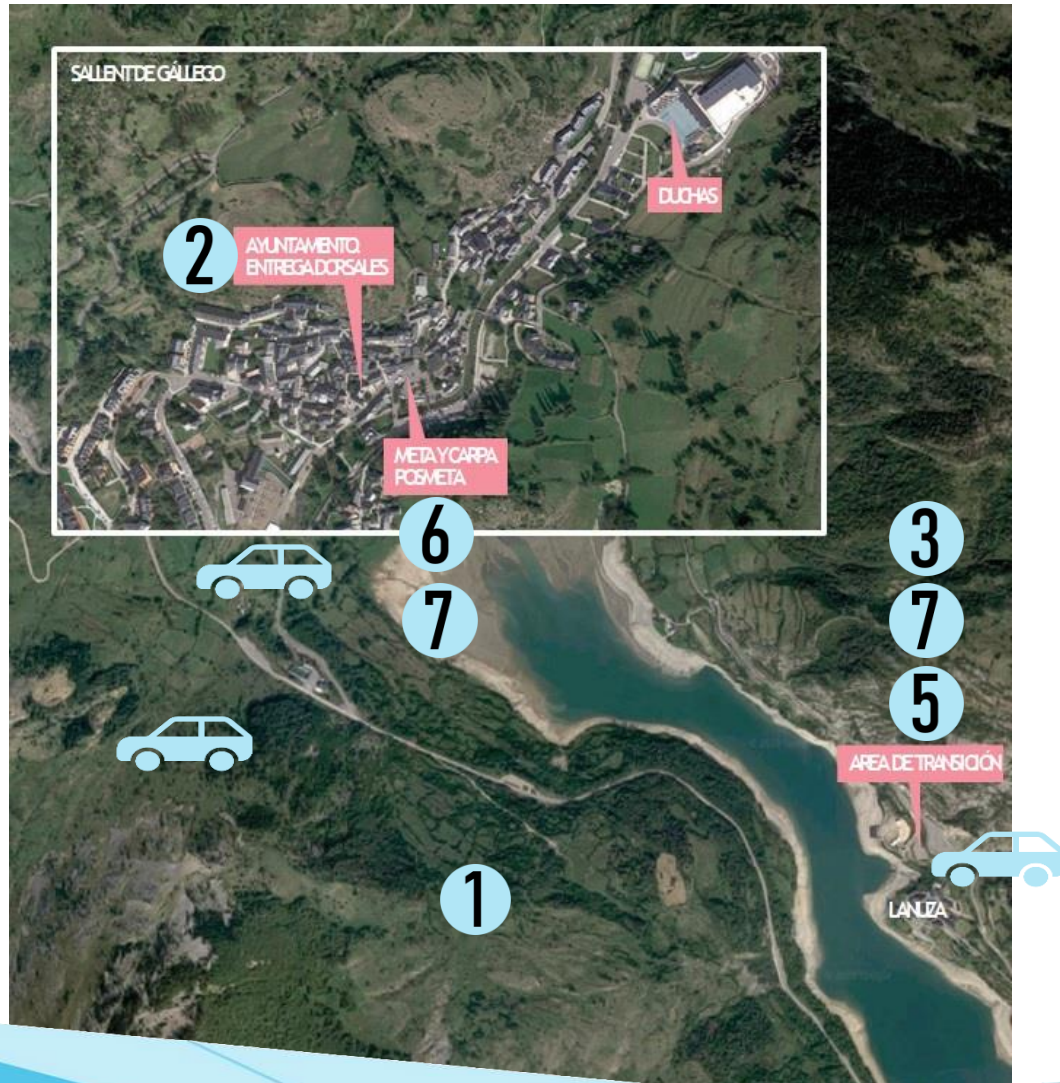 SALLENT DE GÁLLEGO
DUCHAS
2
AYUNTAMIENTO.
ENTREGA DORSALES
META Y CARPA
POSMETA
6
7
3
7
5
AREA DE TRANSICIÓN
1
LANUZA